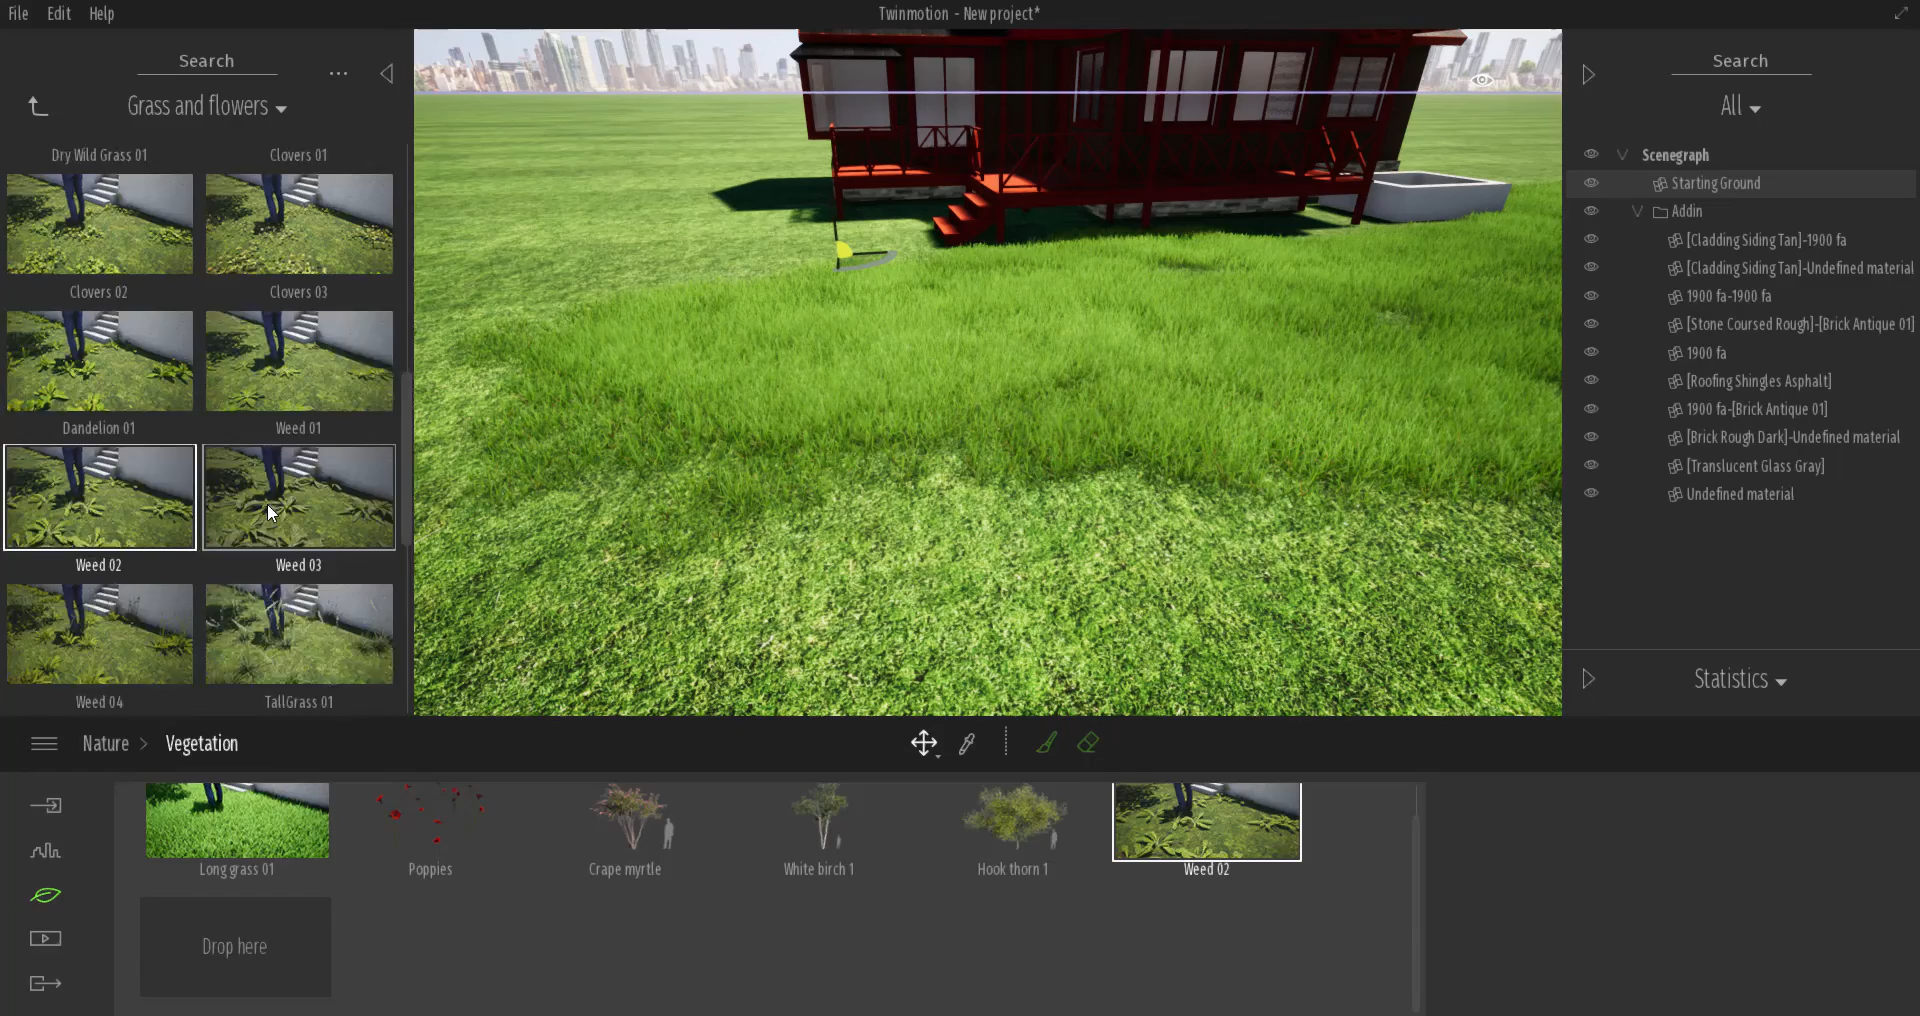 File Edit Help
Twinmotion - New project*
Search
...
Grass and flowers
Dry Wild Grass 01
Clovers 01
Clovers 02
Clovers 03
Dandelion 01
Weed 01
Weed 02
Weed 03
Weed 04
TallGrass 01
Search
All
Scenegraph
Starting Ground
Addin
[Cladding Siding Tan]-1900 fa
[Cladding Siding Tan]-Undefined material
1900 fa-1900 fa
[Stone Coursed Rough]-[Brick Antique 01]
1900 fa
[Roofing Shingles Asphalt]
1900 fa-[Brick Antique 01]
[Brick Rough Dark]-Undefined material
[Translucent Glass Gray]
Undefined material
Statistics
Nature > Vegetation
Long grass 01
Poppies
Crape myrtle
White birch 1
Hook thorn 1
Weed 02
Drop here